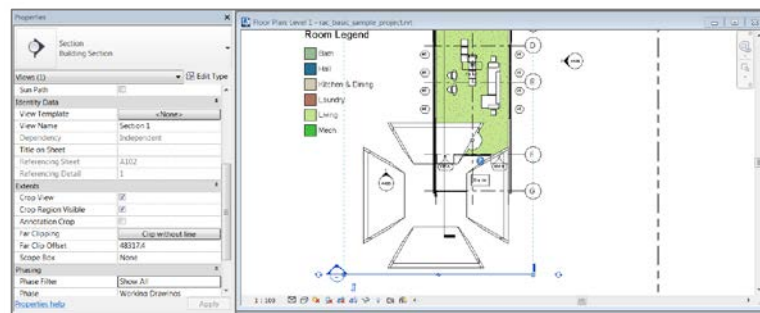 Properties
Section
Building Section
Views (1)
Edit Type
Sun Path
Identity Data
View Template
<None>
View Name
Section 1
Dependency
Independent
Title on Sheet
Referencing Sheet
A102
Referencing Detail
1
Extents
Crop View
Crop Region Visible
Annotation Crop
Far Clipping
Clip without line
Far Clip Offset
Scope Box
None
Phasing
Phase Filter
Show All
Phase
Working Drawings
Properties help
Apply
Floor Plan: Level 1 - rac_basic_sample_project.rvt
Room Legend
Bath
Hall
Kitchen & Dining
Laundry
Living
Mech.
D
E
F
G
1 : 100